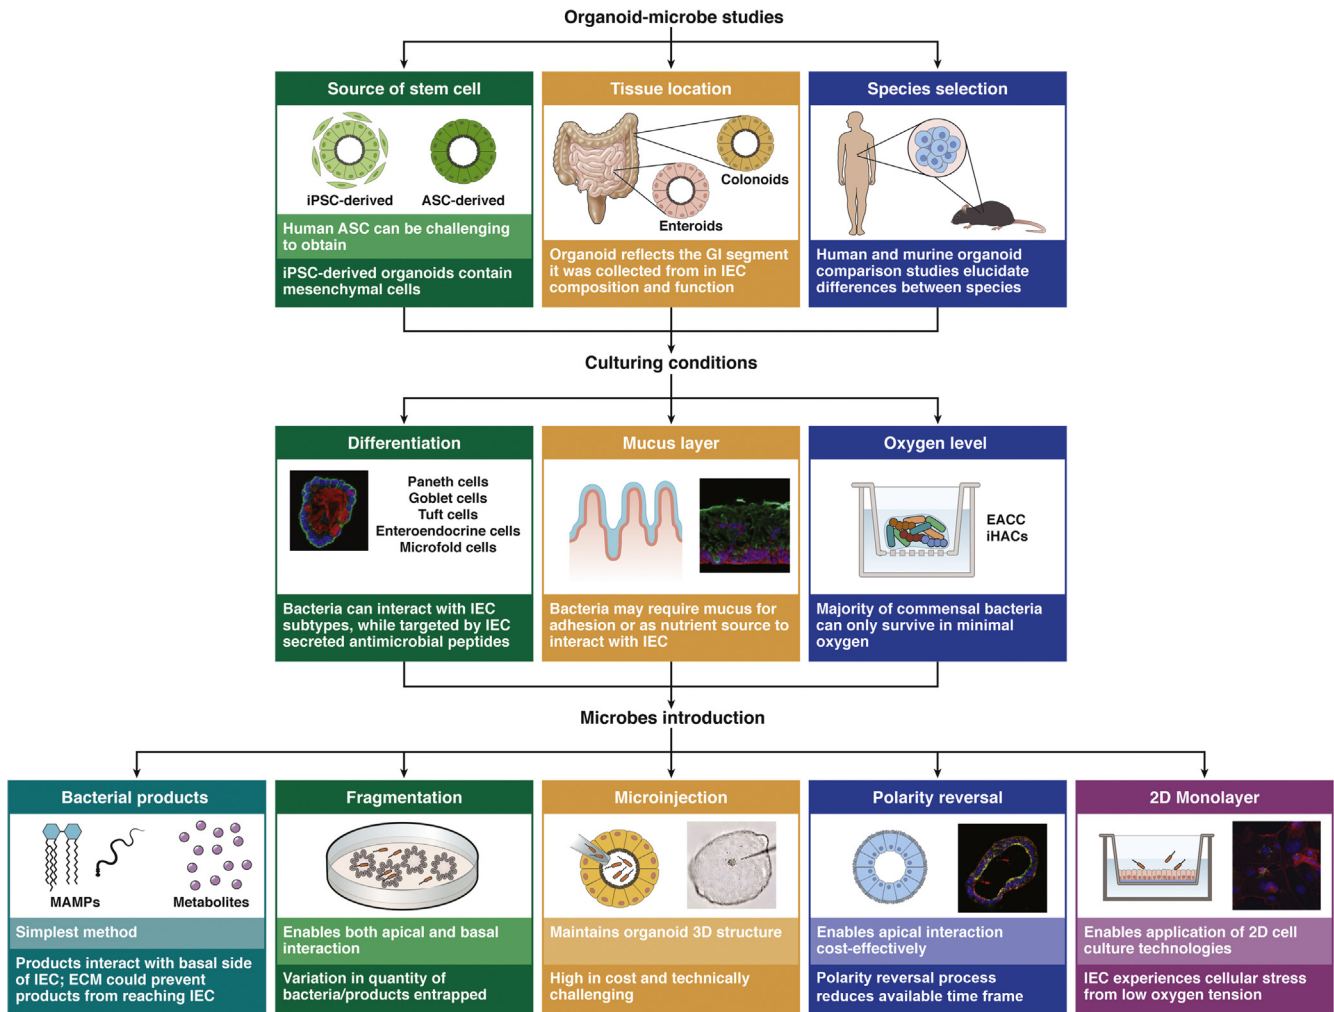 Organoid-microbe studies
Source of stem cell
iPSC-derived
ASC-derived
Human ASC can be challenging
to obtain
iPSC-derived organoids contain
mesenchymal cells
Tissue location
Colonoids
Enteroids
Organoid reflects the GI segment
it was collected from in IEC
composition and function
Species selection
Human and murine organoid
comparison studies elucidate
differences between species
Culturing conditions
Differentiation
Paneth cells
Goblet cells
Tuft cells
Enteroendocrine cells
Microfold cells
Bacteria can interact with IEC
subtypes, while targeted by IEC
secreted antimicrobial peptides
Mucus layer
Bacteria may require mucus for
adhesion or as nutrient source to
interact with IEC
Oxygen level
EACC
iHACs
Majority of commensal bacteria
can only survive in minimal
oxygen
Microbes introduction
Bacterial products
MAMPs
Metabolites
Simplest method
Products interact with basal side
of IEC; ECM could prevent
products from reaching IEC
Fragmentation
Enables both apical and basal
interaction
Variation in quantity of
bacteria/products entrapped
Microinjection
Maintains organoid 3D structure
High in cost and technically
challenging
Polarity reversal
Enables apical interaction
cost-effectively
Polarity reversal process
reduces available time frame
2D Monolayer
Enables application of 2D cell
culture technologies
IEC experiences cellular stress
from low oxygen tension